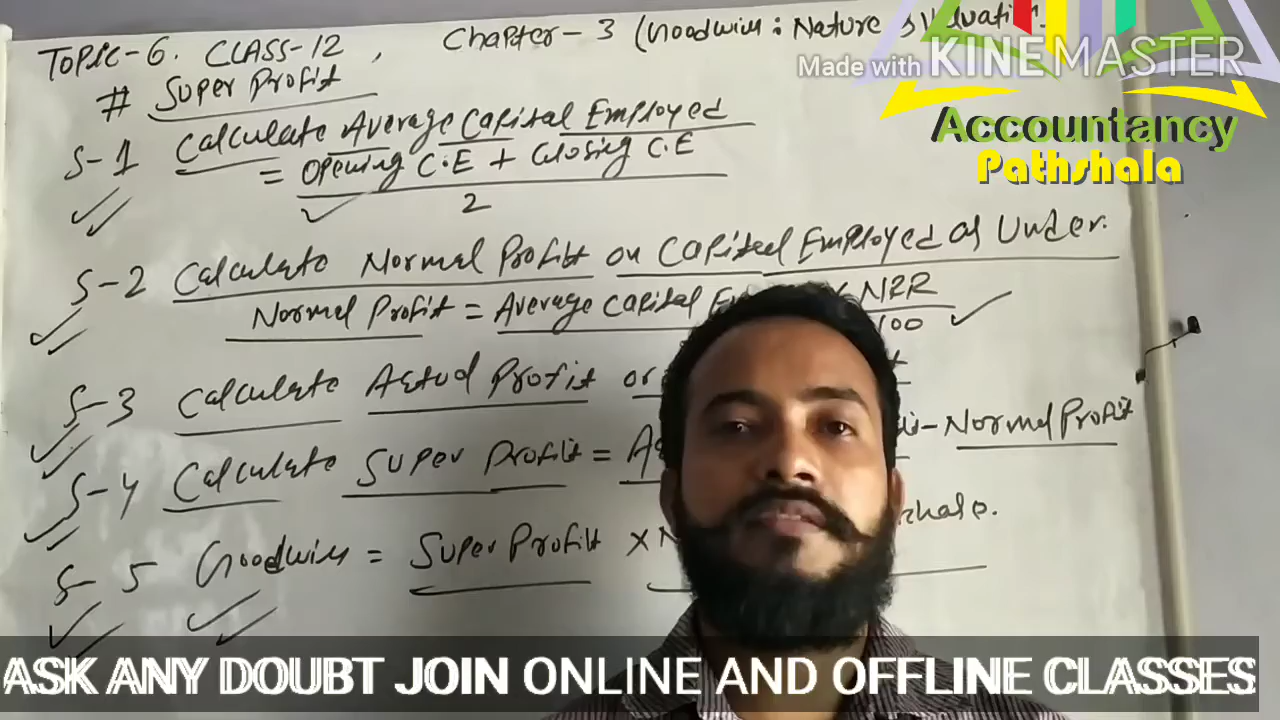 TOPIC-6. CLASS-12, Chapter-3 (Goodwill: Nature & Valuation
Made with KINEMASTER
# Super Profit
Accountancy
Pathshala
S-1 Calculate Average Capital Employed
= Opening C.E + Closing C.E
2
S-2 Calculate Normal Profit on Capital Employed as Under.
Normal Profit = Average Capital × NRR
100
S-3 Calculate Actual Profit or
S-4 Calculate Super Profit = - Normal Profit
S-5 Goodwill = Super Profit × N
ASK ANY DOUBT JOIN ONLINE AND OFFLINE CLASSES